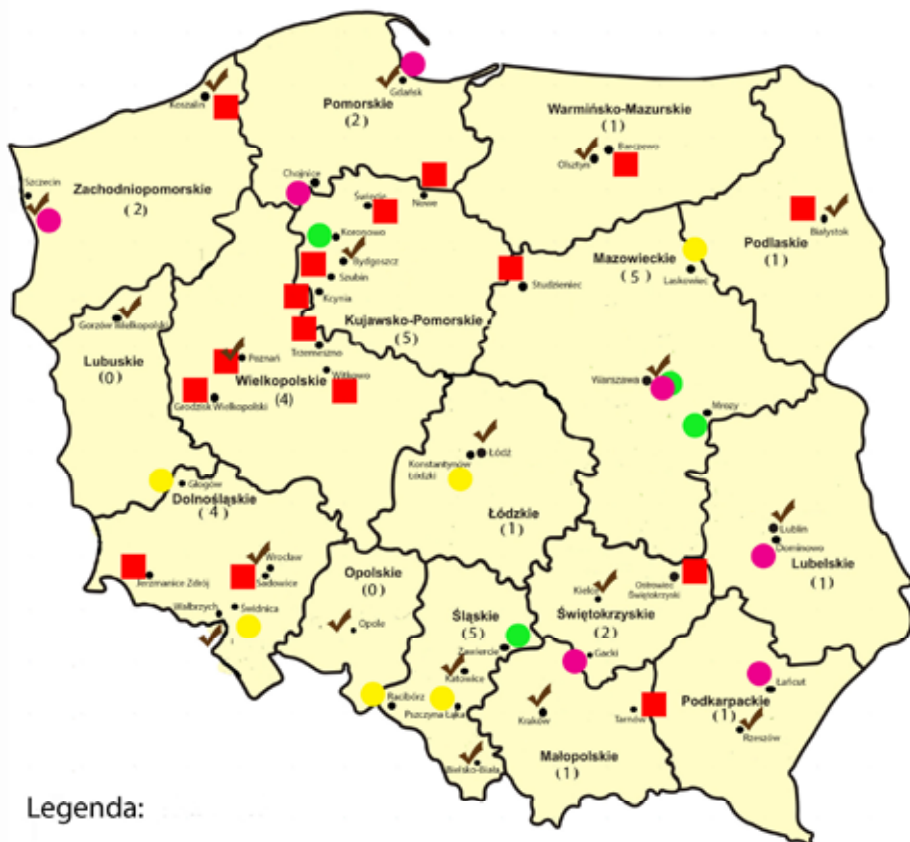 Koszalin
Gdańsk
Pomorskie
(2)
Warmińsko-Mazurskie
(1)
Barczewo
Olsztyn
Szczecin
Zachodniopomorskie
(2)
Chojnice
Świecie
Nowe
Koronowo
Bydgoszcz
Szubin
Kcynia
Kujawsko-Pomorskie
(5)
Białystok
Podlaskie
(1)
Mazowieckie
(5)
Laskowiec
Studzieniec
Gorzów Wielkopolski
Lubuskie
(0)
Trzemeszno
Poznań
Witkowo
Wielkopolskie
(4)
Grodzisk Wielkopolski
Warszawa
Mrozy
Łódź
Konstantynów
Łódzki
Łódzkie
(1)
Głogów
Dolnośląskie
(4)
Wrocław
Sadowice
Jerzmanice Zdrój
Wałbrzych
Świdnica
Opolskie
(0)
Opole
Lublin
Dominowo
Lubelskie
(1)
Ostrowiec
Świętokrzyski
Kielce
Świętokrzyskie
(2)
Gacki
Śląskie
(5)
Zawiercie
Katowice
Racibórz
Pszczyna Łąka
Bielsko-Biała
Kraków
Tarnów
Małopolskie
(1)
Łańcut
Podkarpackie
(1)
Rzeszów
Legenda: